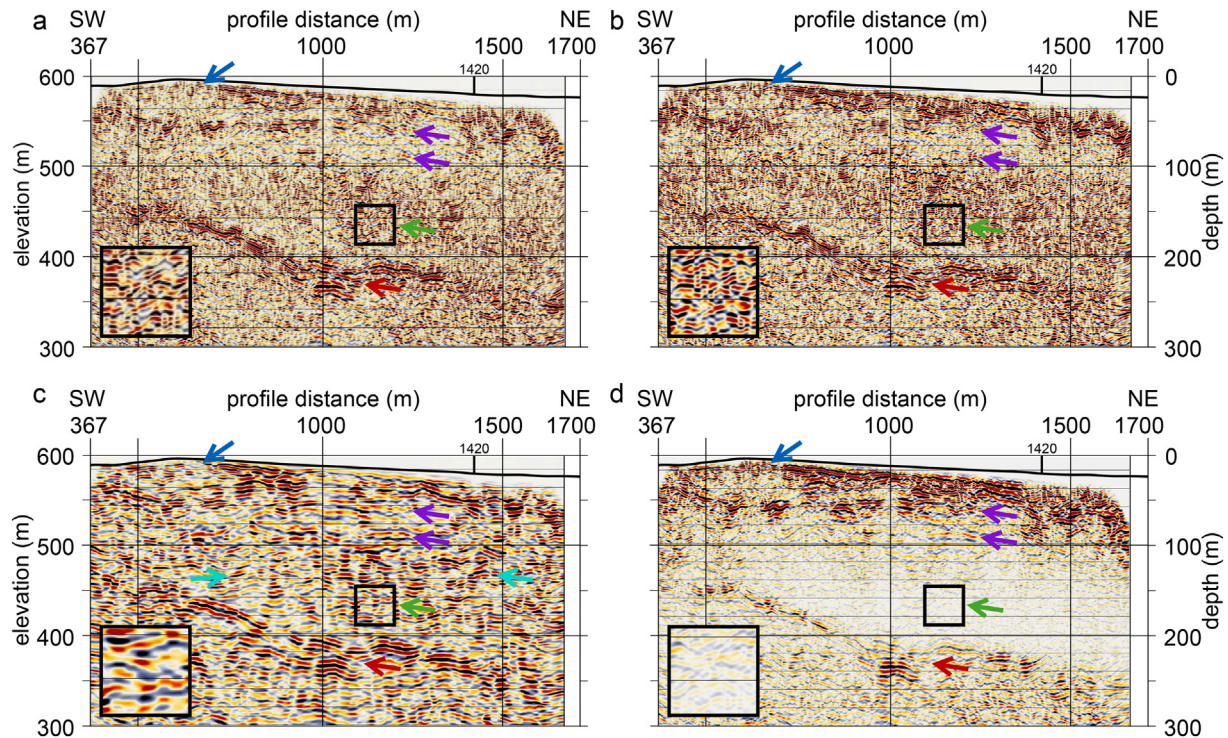 a SW profile distance (m) NE
367 1000 1500 1700
1420
600
500
400
300
elevation (m)
b SW profile distance (m) NE
367 1000 1500 1700
1420
0
100
200
300
depth (m)
c SW profile distance (m) NE
367 1000 1500 1700
1420
600
500
400
300
elevation (m)
d SW profile distance (m) NE
367 1000 1500 1700
1420
0
100
200
300
depth (m)